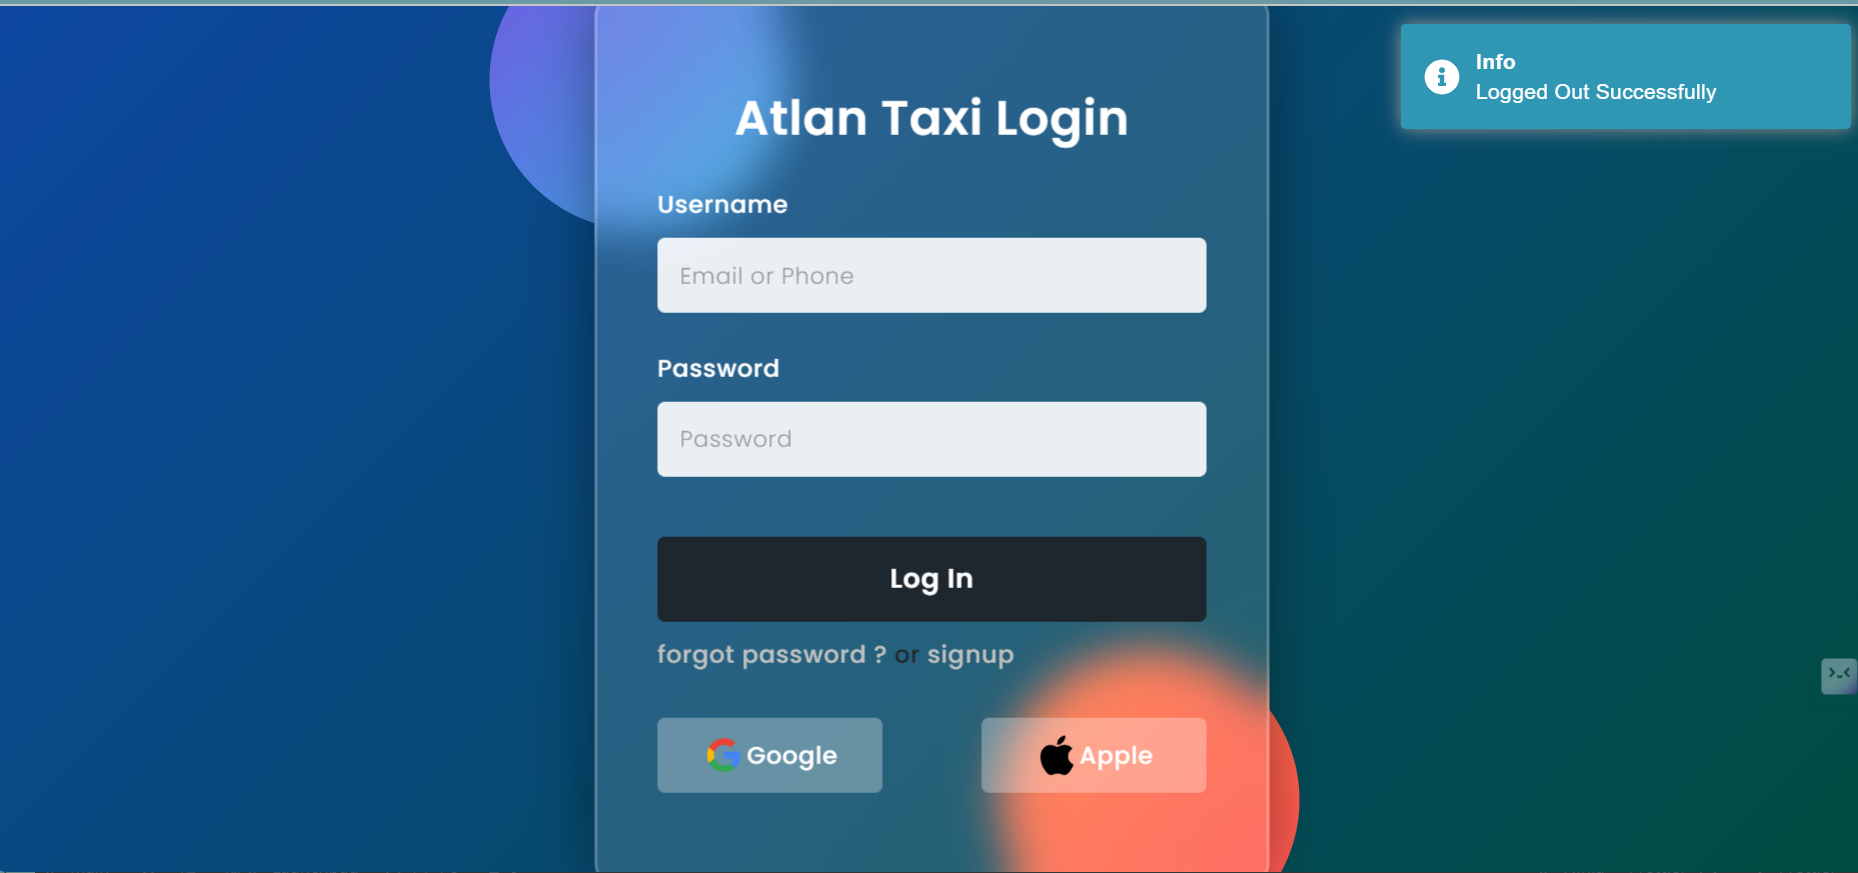 Info
Logged Out Successfully
Atlan Taxi Login
Username
Email or Phone
Password
Password
Log In
forgot password ? or signup
Google
Apple